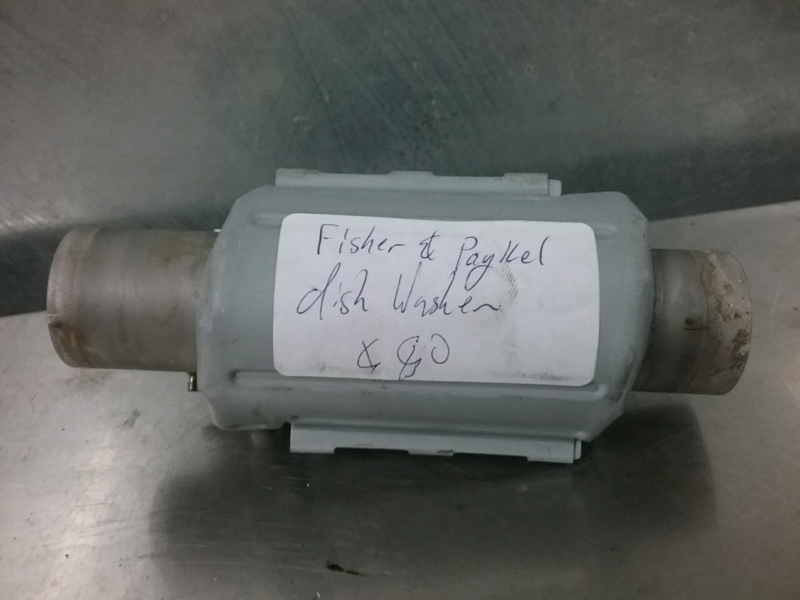 Fisher & Paykel
dish Washer